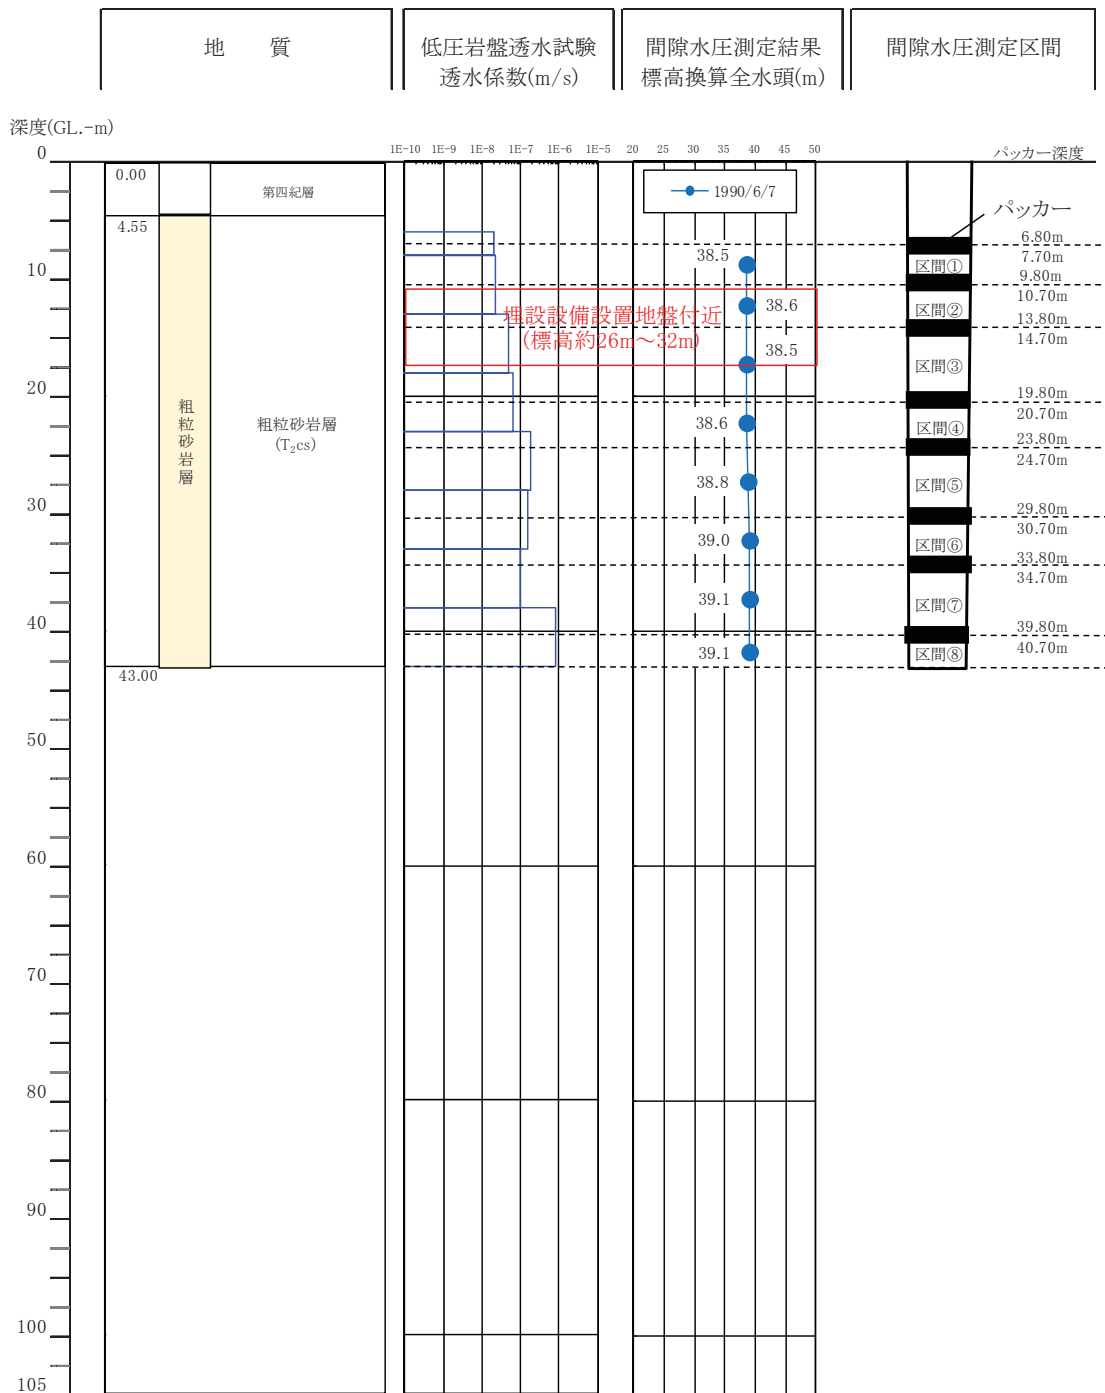 地　質
低圧岩盤透水試験
透水係数(m/s)
間隙水圧測定結果
標高換算全水頭(m)
間隙水圧測定区間
深度(GL.-m)
1E-10 1E-9 1E-8 1E-7 1E-6 1E-5
20 25 30 35 40 45 50
パッカー深度
0
10
20
30
40
50
60
70
80
90
100
105
0.00
4.55
43.00
第四紀層
粗粒砂岩層
粗粒砂岩層
(T₂cs)
埋設設備設置地盤付近
(標高約26m～32m)
1990/6/7
38.5
38.6
38.5
38.6
38.8
39.0
39.1
39.1
パッカー
区間①
区間②
区間③
区間④
区間⑤
区間⑥
区間⑦
区間⑧
6.80m
7.70m
9.80m
10.70m
13.80m
14.70m
19.80m
20.70m
23.80m
24.70m
29.80m
30.70m
33.80m
34.70m
39.80m
40.70m